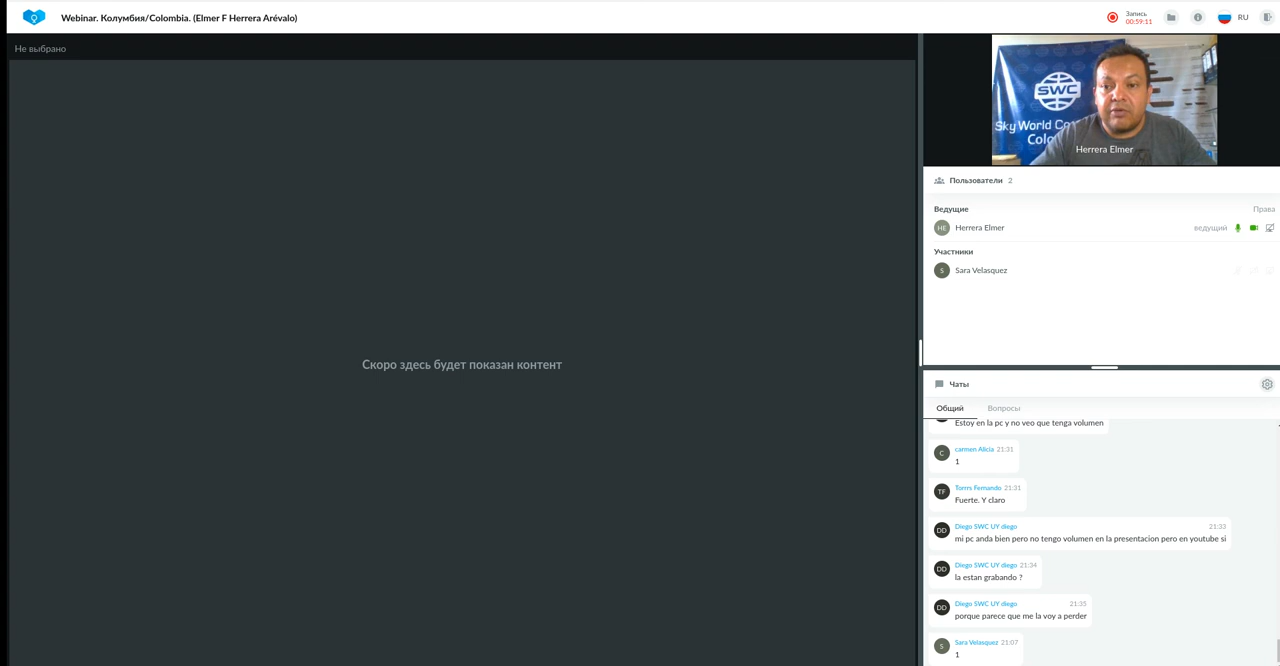 Webinar. Колумбия/Colombia. (Elmer F Herrera Arévalo)
Запись
00:59:11
RU
Не выбрано
Скоро здесь будет показан контент
SWC
Sky World Co
Colo
Herrera Elmer
Пользователи 2
Ведущие Права
HE Herrera Elmer ведущий
Участники
S Sara Velasquez
Чаты
Общий Вопросы
Estoy en la pc y no veo que tenga volumen
C carmen Alicia 21:31
1
TF Torrrs Fernando 21:31
Fuerte. Y claro
DD Diego SWC UY diego 21:33
mi pc anda bien pero no tengo volumen en la presentacion pero en youtube si
DD Diego SWC UY diego 21:34
la estan grabando ?
DD Diego SWC UY diego 21:35
porque parece que me la voy a perder
S Sara Velasquez 21:07
1